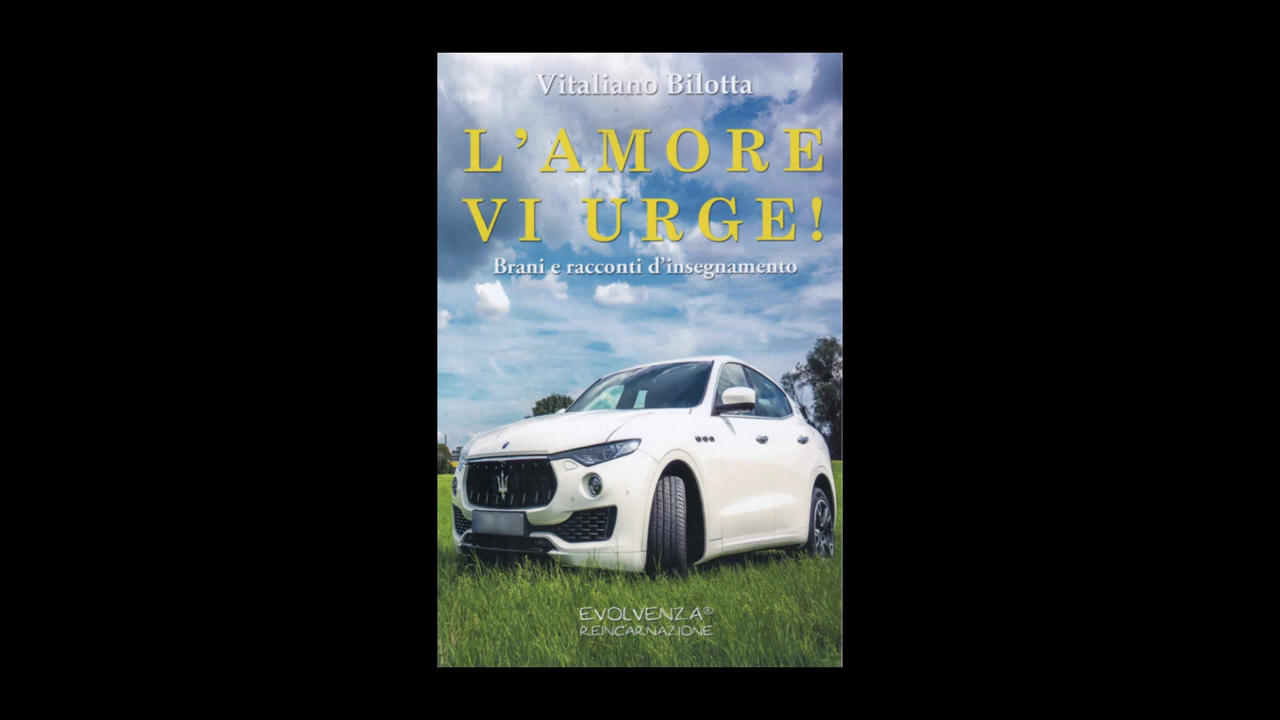 Vitaliano Bilotta
L'AMORE
VI URGE!
Brani e racconti d'insegnamento
EVOLVENZA®
REINCARNAZIONE